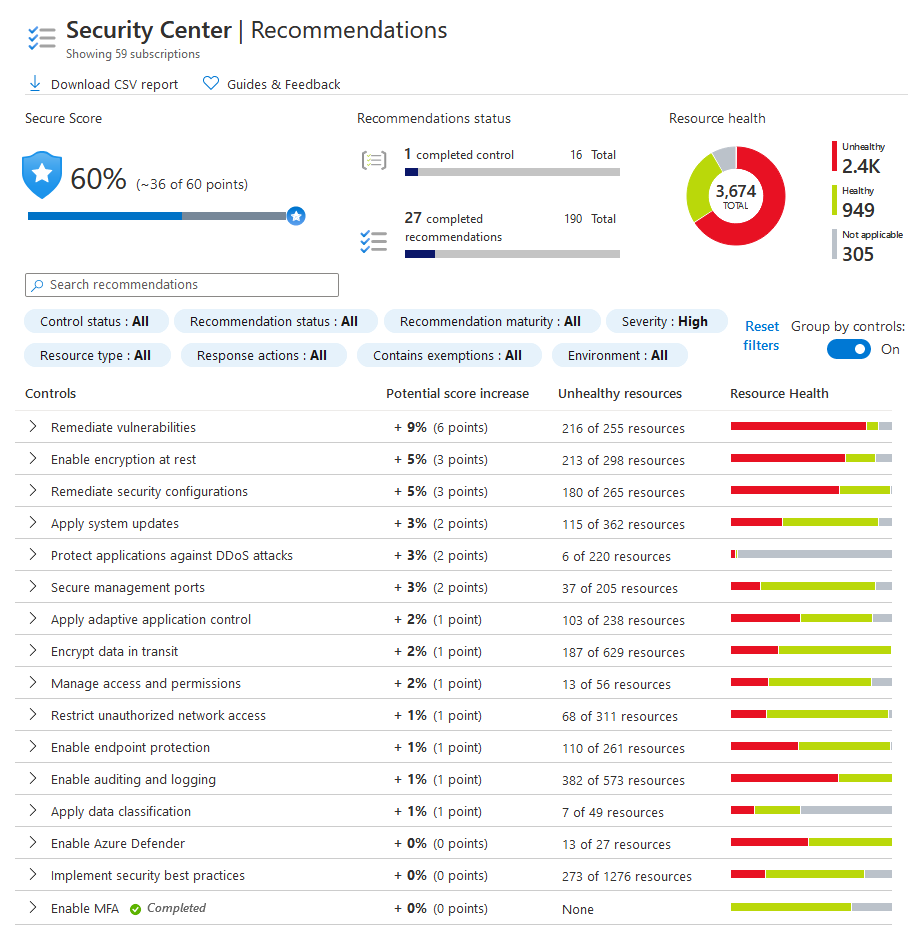 Security Center | Recommendations
Showing 59 subscriptions
Download CSV report Guides & Feedback
Secure Score
60% (~36 of 60 points)
Recommendations status
1 completed control 16 Total
27 completed 190 Total
recommendations
Resource health
3,674
TOTAL
Unhealthy
2.4K
Healthy
949
Not applicable
305
Search recommendations
Control status : All Recommendation status : All Recommendation maturity : All Severity : High
Resource type : All Response actions : All Contains exemptions : All Environment : All
Reset
filters
Group by controls:
On
Controls Potential score increase Unhealthy resources Resource Health
Remediate vulnerabilities + 9% (6 points) 216 of 255 resources
Enable encryption at rest + 5% (3 points) 213 of 298 resources
Remediate security configurations + 5% (3 points) 180 of 265 resources
Apply system updates + 3% (2 points) 115 of 362 resources
Protect applications against DDoS attacks + 3% (2 points) 6 of 220 resources
Secure management ports + 3% (2 points) 37 of 205 resources
Apply adaptive application control + 2% (1 point) 103 of 238 resources
Encrypt data in transit + 2% (1 point) 187 of 629 resources
Manage access and permissions + 2% (1 point) 13 of 56 resources
Restrict unauthorized network access + 1% (1 point) 68 of 311 resources
Enable endpoint protection + 1% (1 point) 110 of 261 resources
Enable auditing and logging + 1% (1 point) 382 of 573 resources
Apply data classification + 1% (1 point) 7 of 49 resources
Enable Azure Defender + 0% (0 points) 13 of 27 resources
Implement security best practices + 0% (0 points) 273 of 1276 resources
Enable MFA Completed + 0% (0 points) None